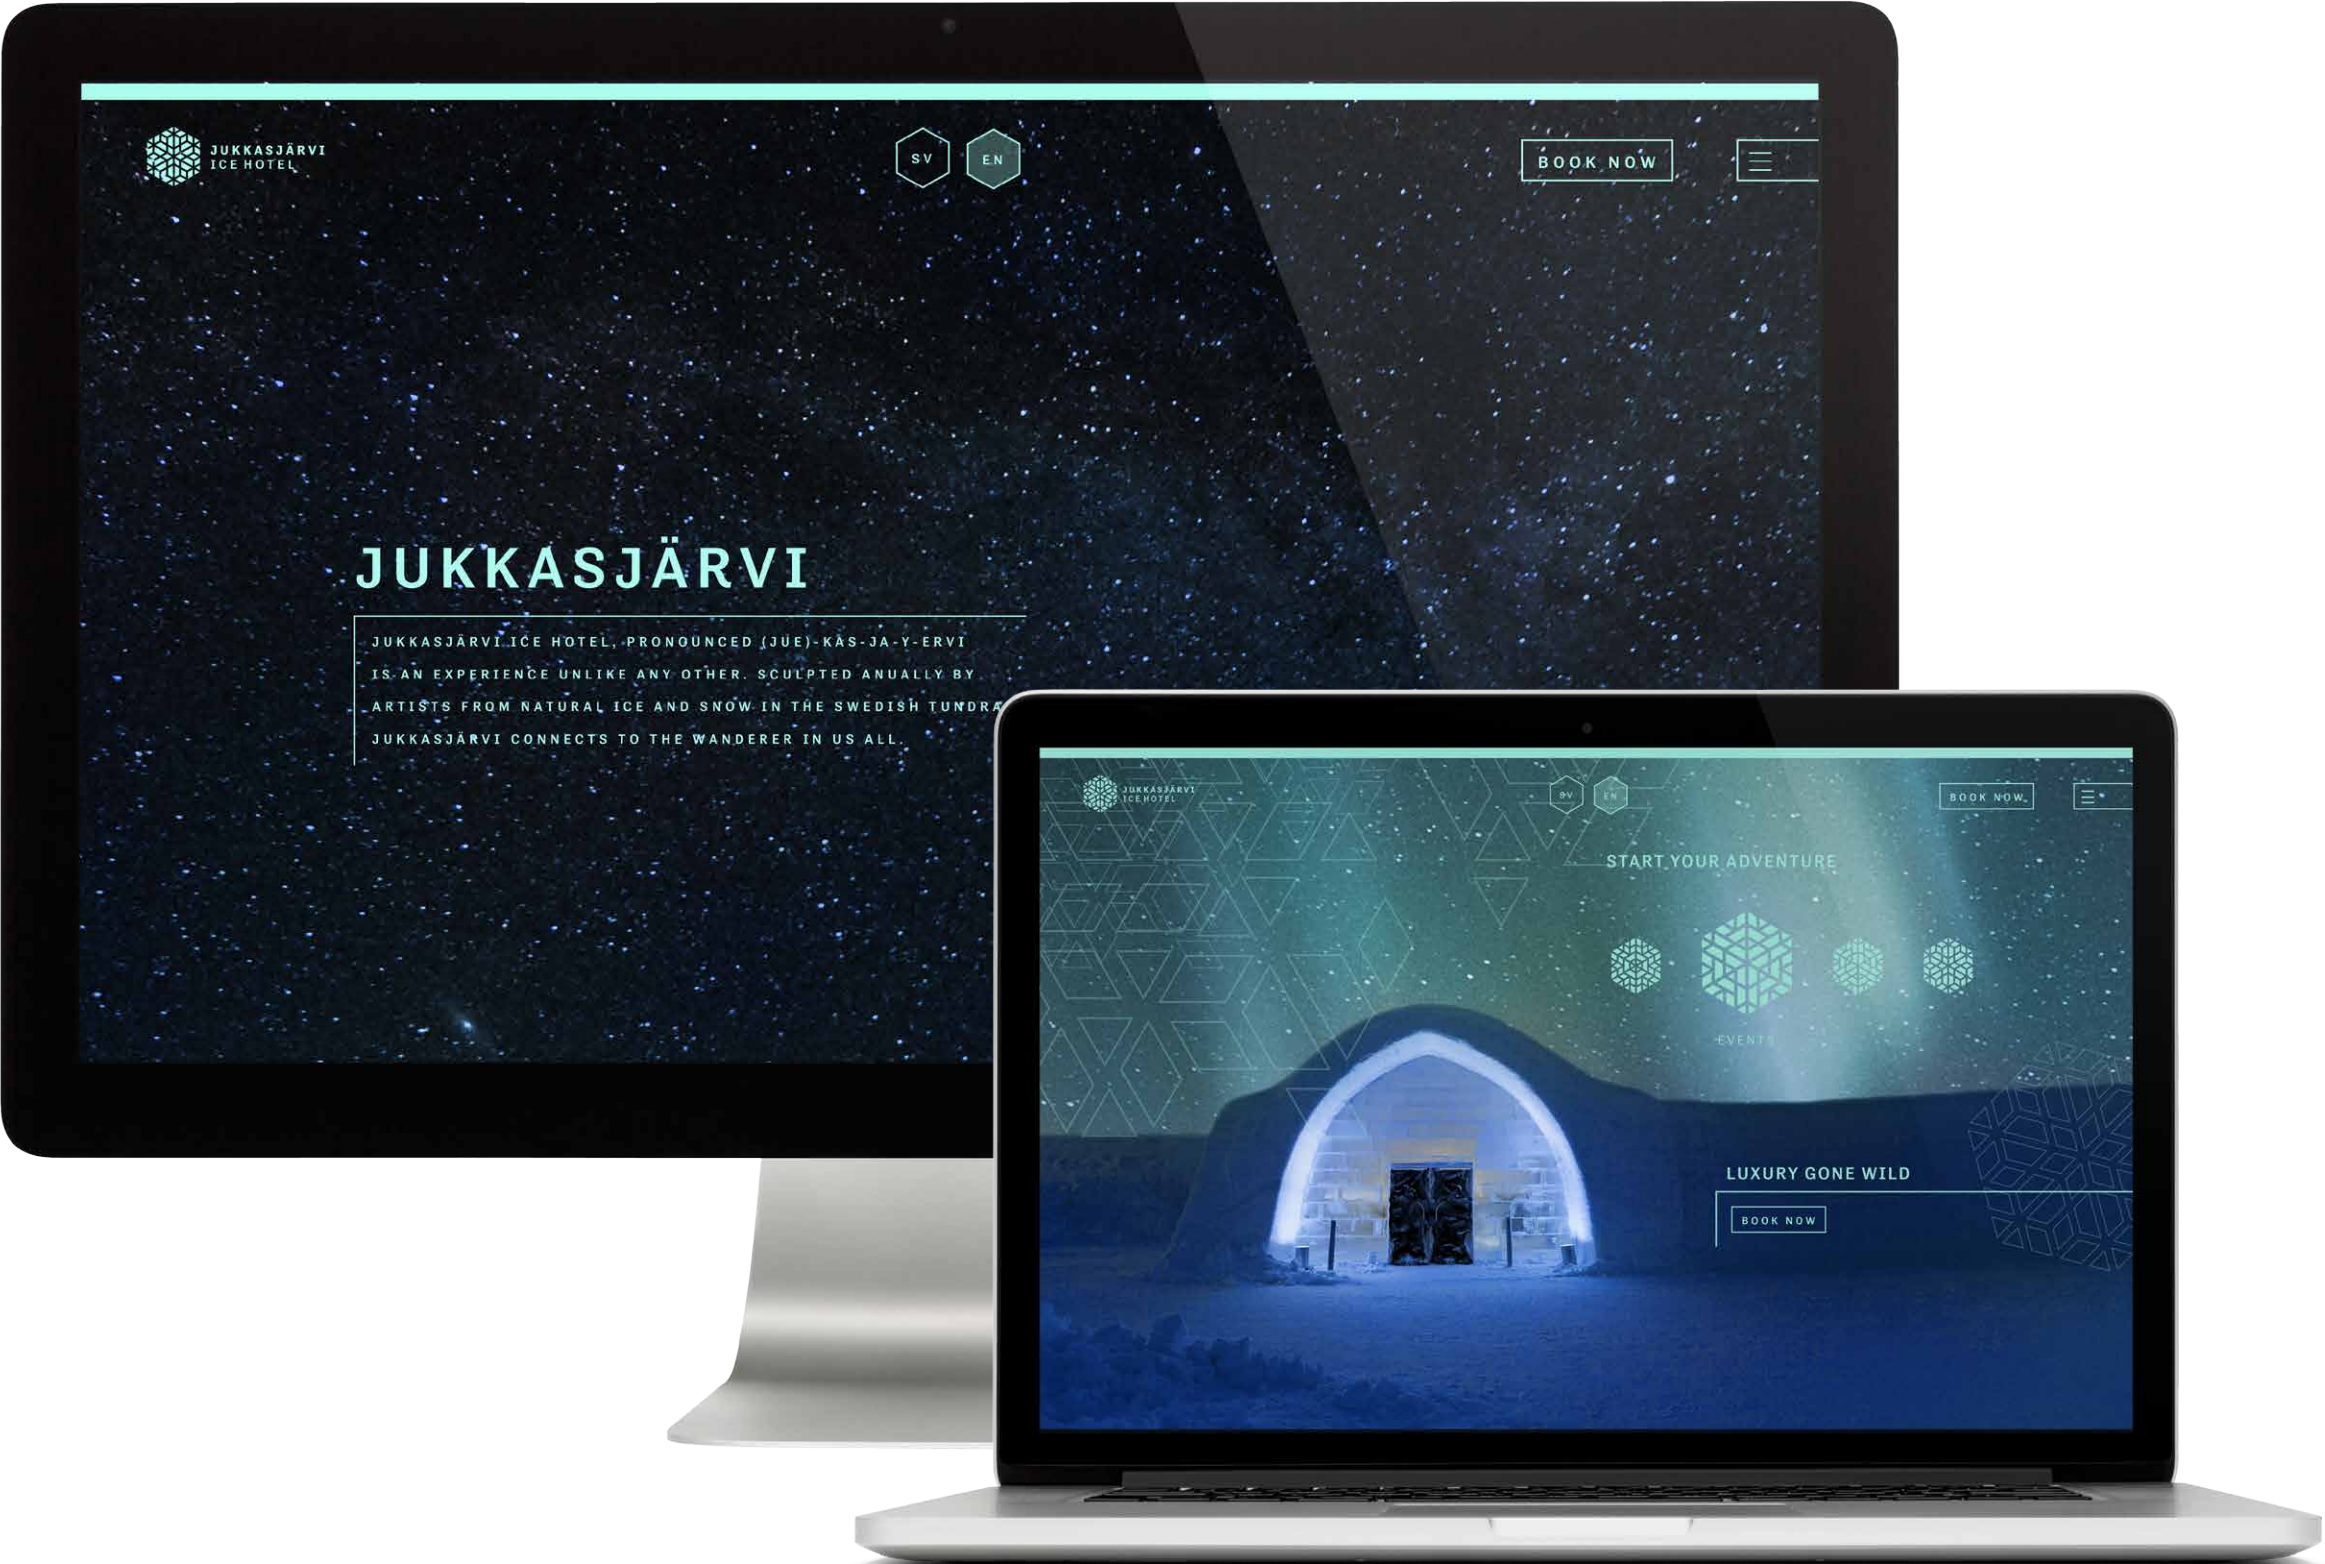 JUKKASJÄRVI
ICE HOTEL
SV
EN
BOOK NOW
JUKKASJÄRVI
JUKKASJÄRVI ICE HOTEL, PRONOUNCED (JUE)-KAS-JA-Y-ERVI
IS AN EXPERIENCE UNLIKE ANY OTHER. SCULPTED ANUALLY BY
ARTISTS FROM NATURAL ICE AND SNOW IN THE SWEDISH TUNDRA
JUKKASJÄRVI CONNECTS TO THE WANDERER IN US ALL.
JUKKASJÄRVI
ICE HOTEL
SV
EN
BOOK NOW
START YOUR ADVENTURE
EVENTS
LUXURY GONE WILD
BOOK NOW